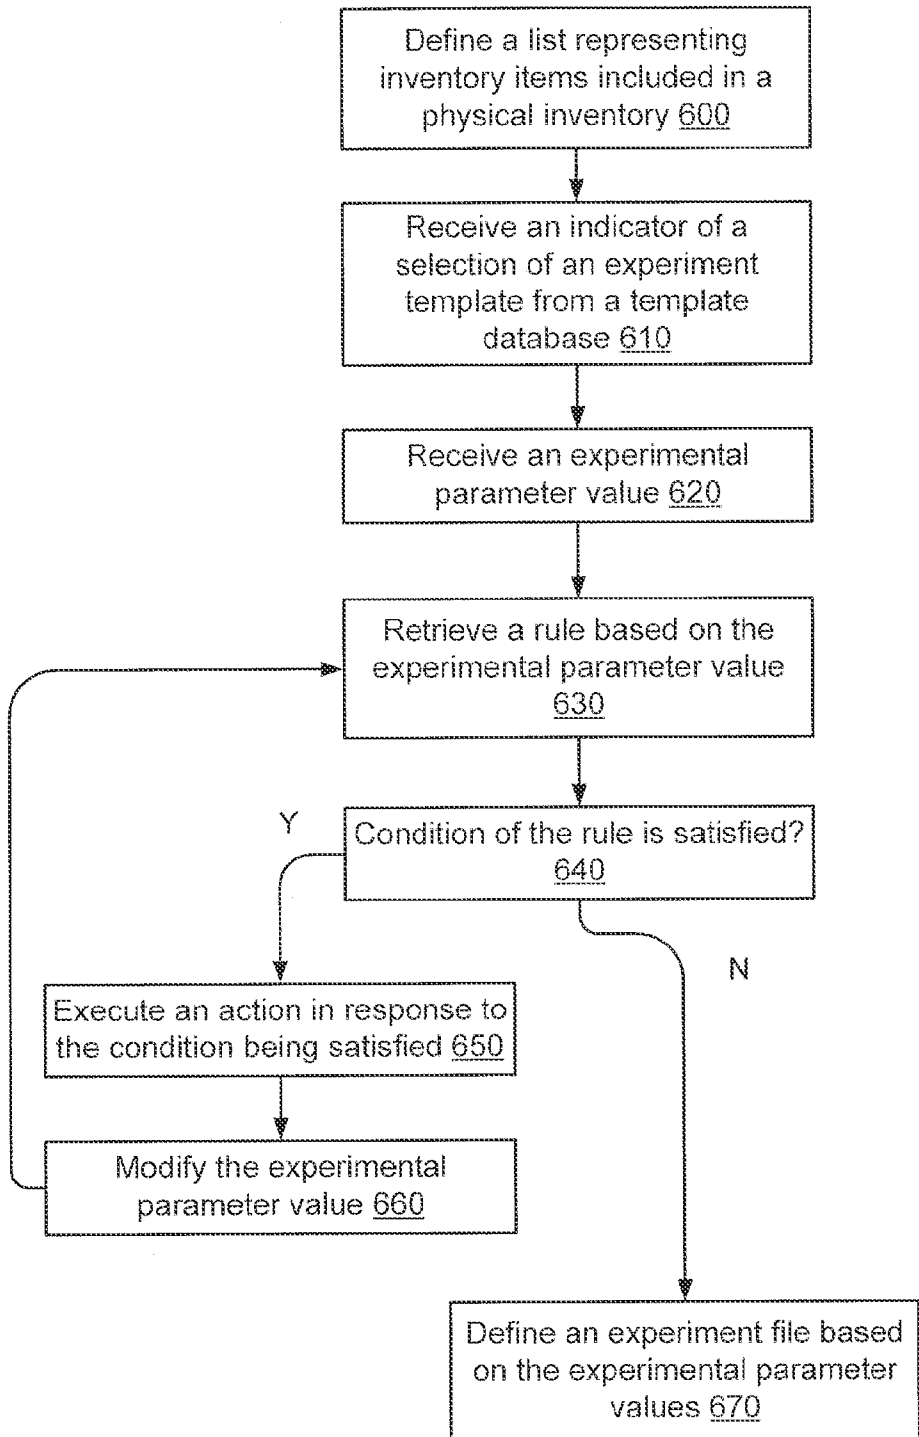 Define a list representing
inventory items included in a
physical inventory 600
Receive an indicator of a
selection of an experiment
template from a template
database 610
Receive an experimental
parameter value 620
Retrieve a rule based on the
experimental parameter value
630
Condition of the rule is satisfied?
640
Y
N
Execute an action in response to
the condition being satisfied 650
Modify the experimental
parameter value 660
Define an experiment file based
on the experimental parameter
values 670